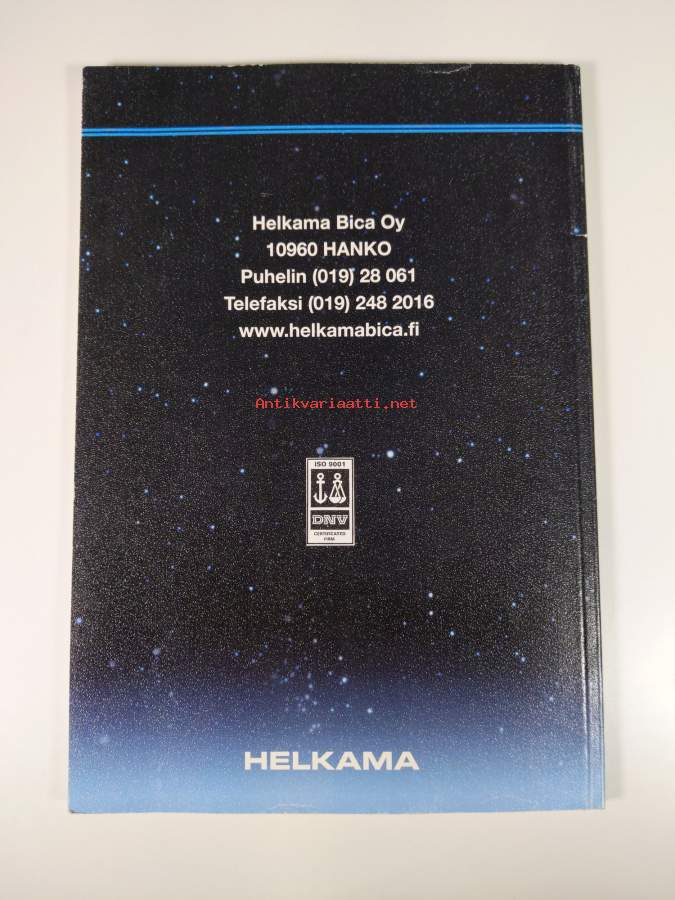 Helkama Bica Oy
10960 HANKO
Puhelin (019) 28 061
Telefaksi (019) 248 2016
www.helkamabica.fi
Antikvariaatti.net
ISO 9001
DNV
CERTIFICATED
FIRM
HELKAMA